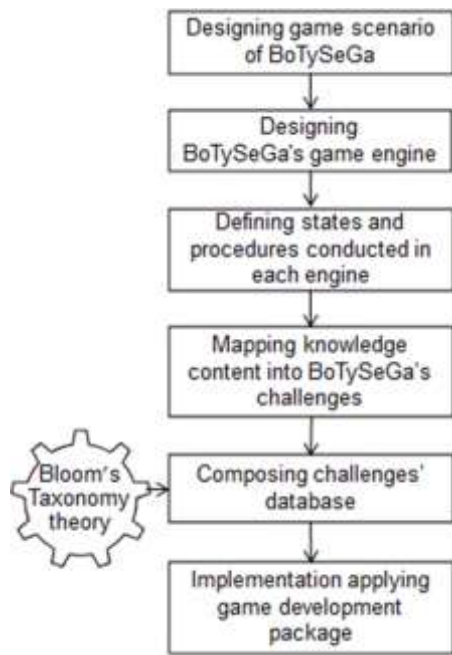 Designing game scenario
of BoTySeGa
Designing
BoTySeGa's game engine
Defining states and
procedures conducted in
each engine
Mapping knowledge
content into BoTySeGa's
challenges
Bloom's
Taxonomy
theory
Composing challenges'
database
Implementation applying
game development
package